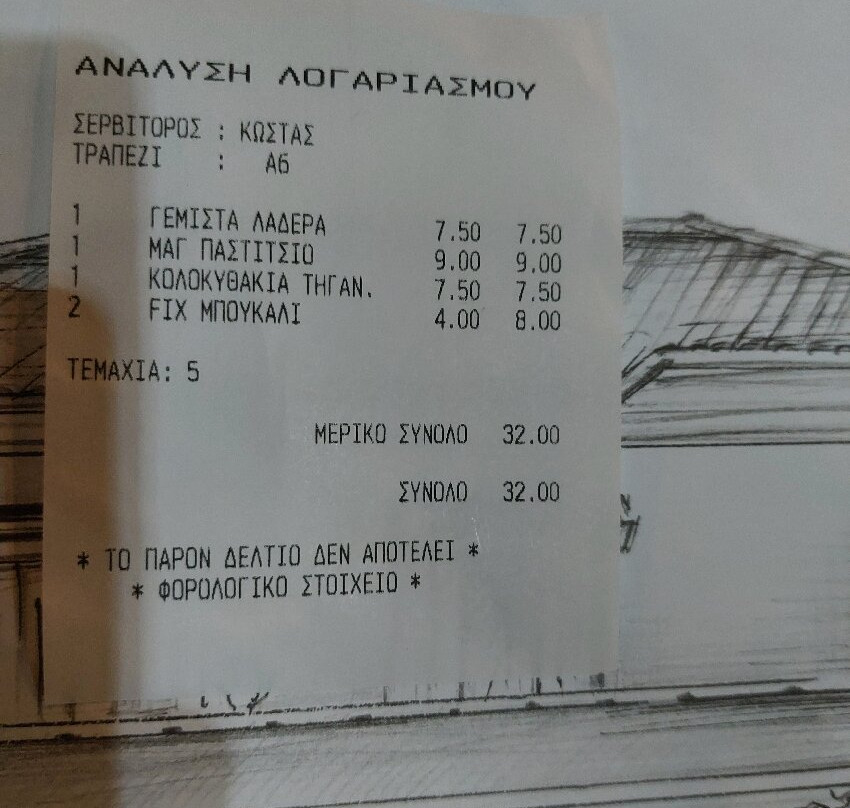 ΑΝΑΛΥΣΗ ΛΟΓΑΡΙΑΣΜΟΥ
ΣΕΡΒΙΤΟΡΟΣ : ΚΩΣΤΑΣ
ΤΡΑΠΕΖΙ : Α6
1 ΓΕΜΙΣΤΑ ΛΑΔΕΡΑ 7.50 7.50
1 ΜΑΓ ΠΑΣΤΙΤΣΙΟ 9.00 9.00
1 ΚΟΛΟΚΥΘΑΚΙΑ ΤΗΓΑΝ. 7.50 7.50
2 FIX ΜΠΟΥΚΑΛΙ 4.00 8.00
ΤΕΜΑΧΙΑ: 5
ΜΕΡΙΚΟ ΣΥΝΟΛΟ 32.00
ΣΥΝΟΛΟ 32.00
* ΤΟ ΠΑΡΟΝ ΔΕΛΤΙΟ ΔΕΝ ΑΠΟΤΕΛΕΙ *
* ΦΟΡΟΛΟΓΙΚΟ ΣΤΟΙΧΕΙΟ *